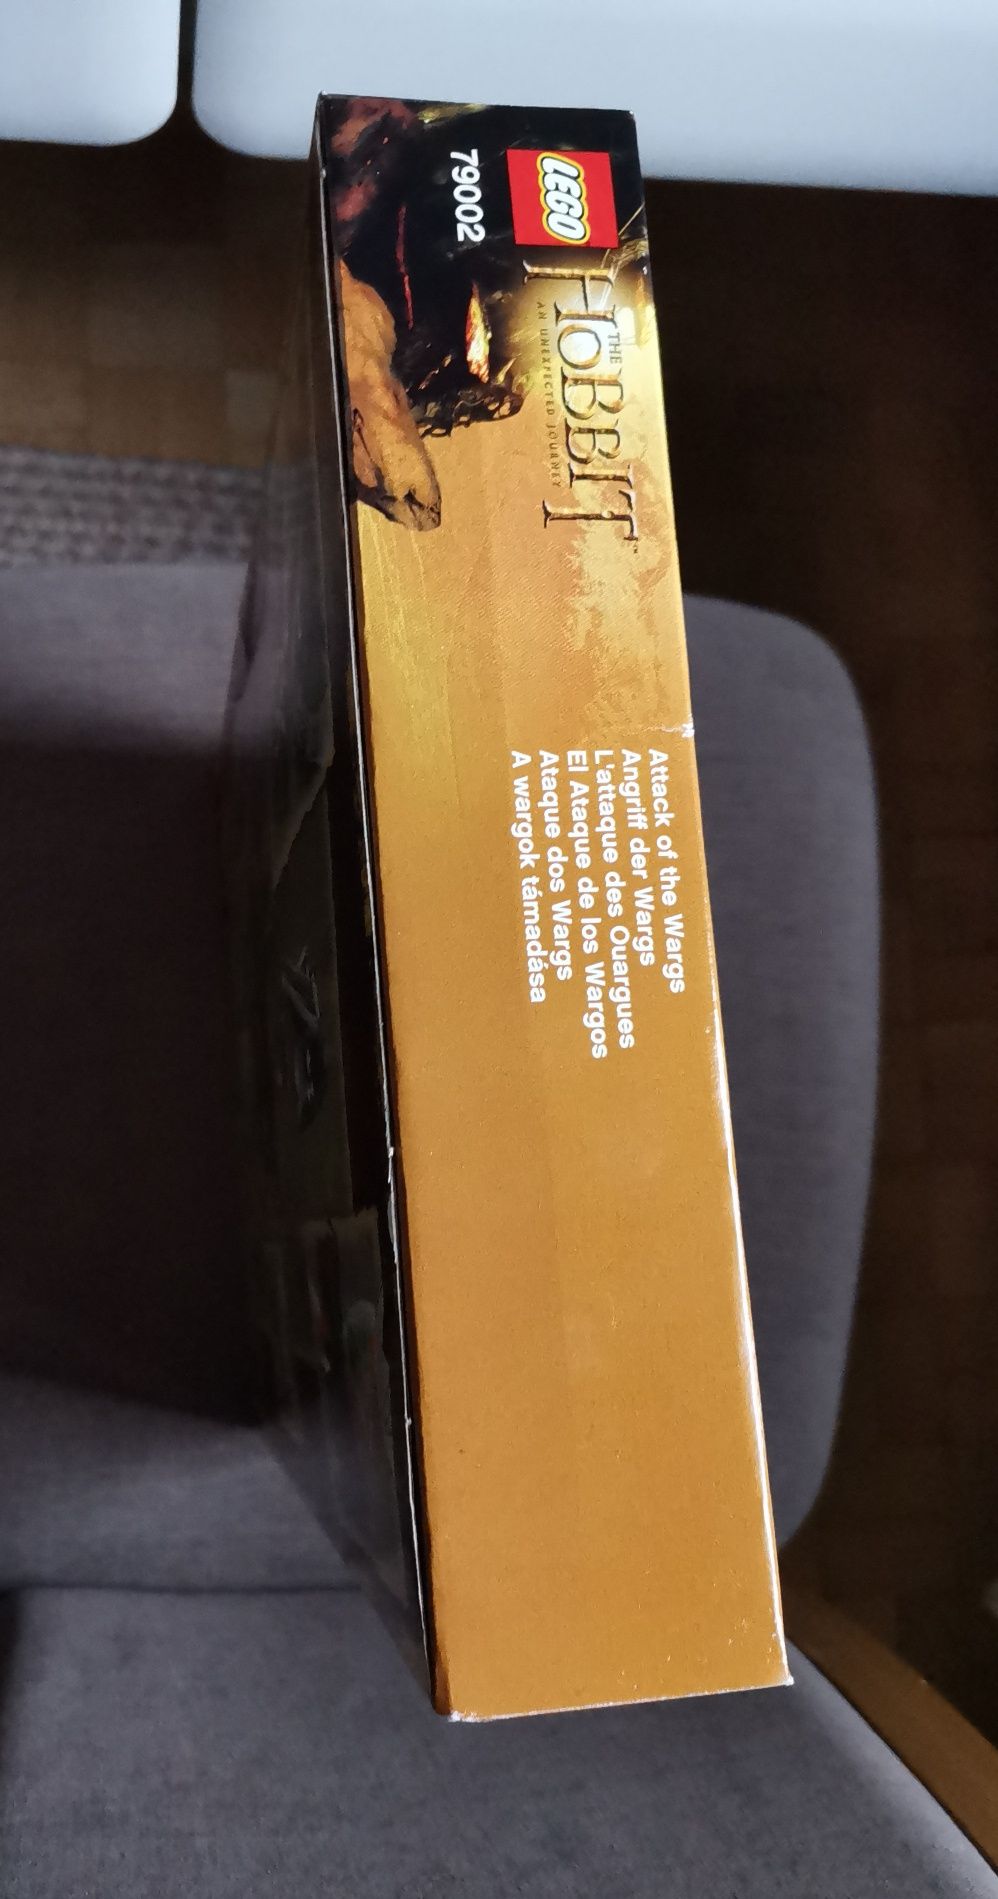 LEGO
79002
THE
HOBBIT™
AN UNEXPECTED JOURNEY
Attack of the Wargs
Angriff der Wargs
L'attaque des Ouargues
El Ataque de los Wargos
Ataque dos Wargs
A wargok támadása